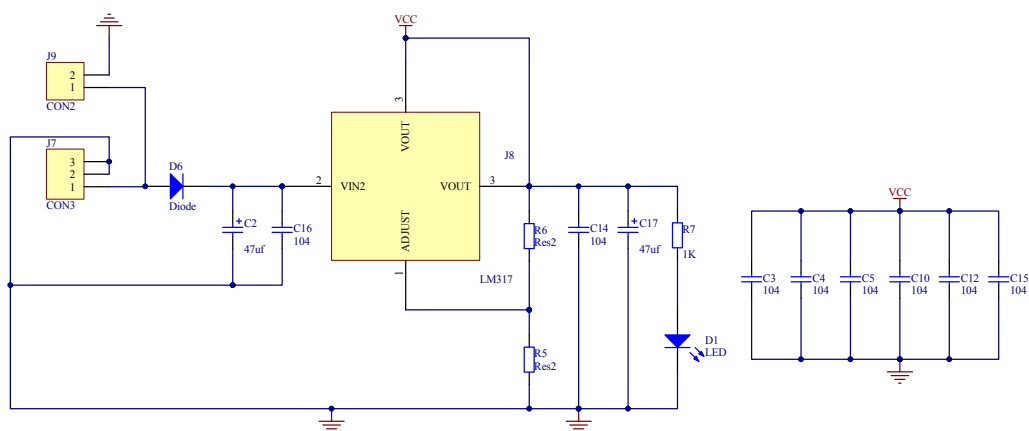 VCC
J9
2
1
CON2
J7
3
2
1
CON3
D6
Diode
C2
47uf
C16
104
3
VOUT
2
VIN2
VOUT
3
J8
ADJUST
1
LM317
R6
Res2
R5
Res2
C14
104
C17
47uf
R7
1K
D1
LED
VCC
C3
104
C4
104
C5
104
C10
104
C12
104
C15
104